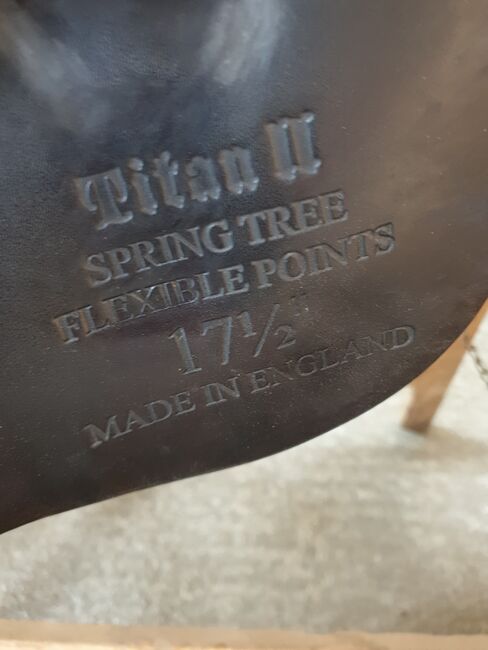 Titan II
SPRING TREE
FLEXIBLE POINTS
17½"
MADE IN ENGLAND